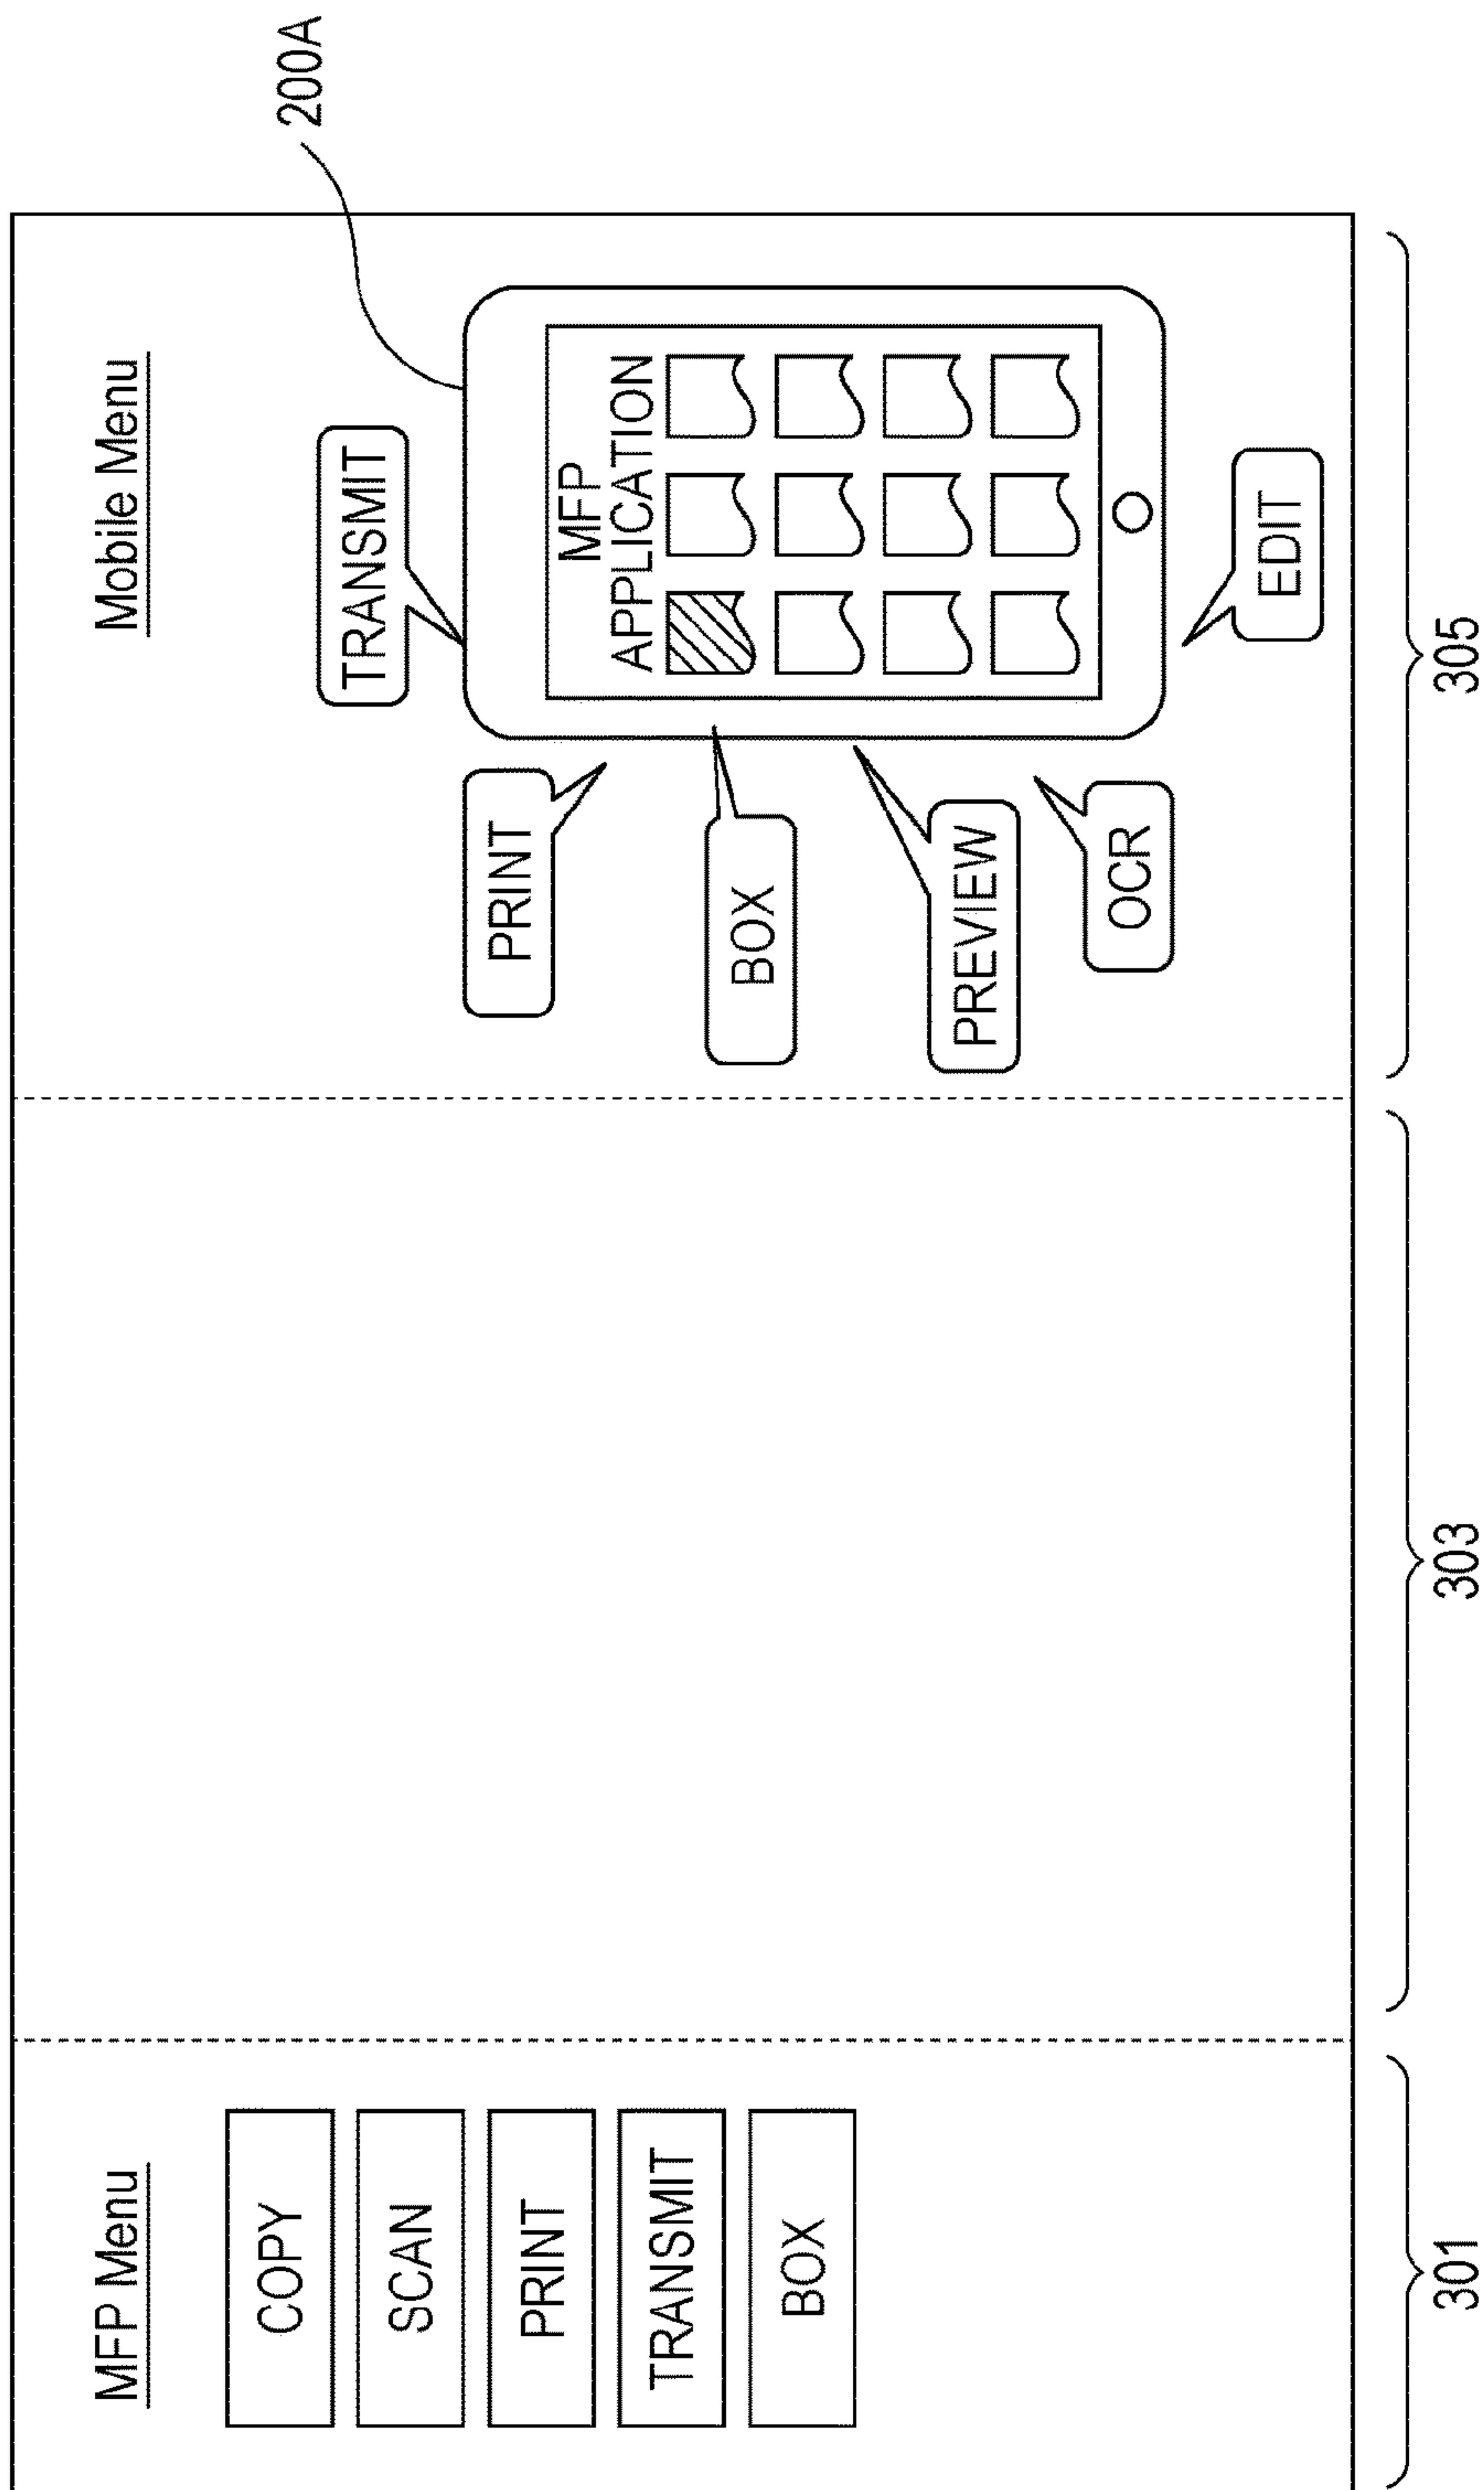 200A
MFP Menu
COPY
SCAN
PRINT
TRANSMIT
BOX
Mobile Menu
TRANSMIT
PRINT
BOX
PREVIEW
OCR
EDIT
MFP
APPLICATION
301
303
305